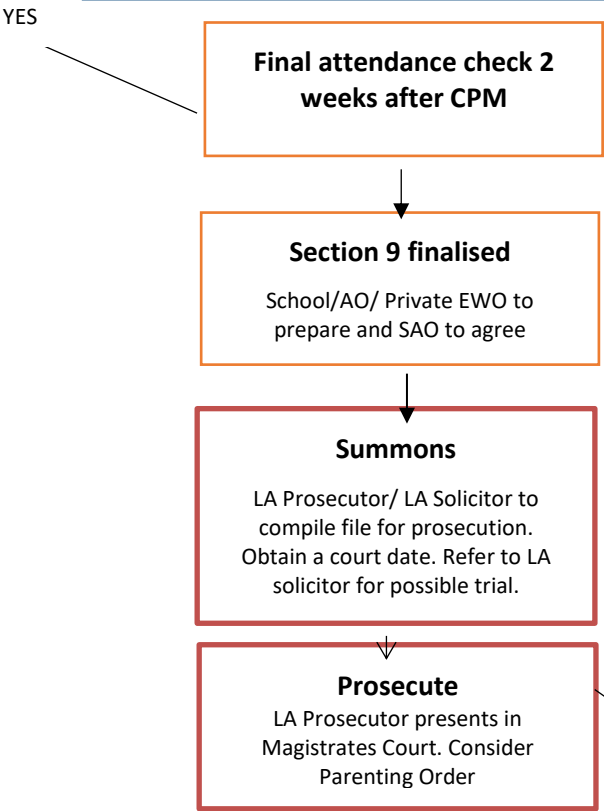 YES
Final attendance check 2
weeks after CPM
Section 9 finalised
School/AO/ Private EWO to
prepare and SAO to agree
Summons
LA Prosecutor/ LA Solicitor to
compile file for prosecution.
Obtain a court date. Refer to LA
solicitor for possible trial.
Prosecute
LA Prosecutor presents in
Magistrates Court. Consider
Parenting Order